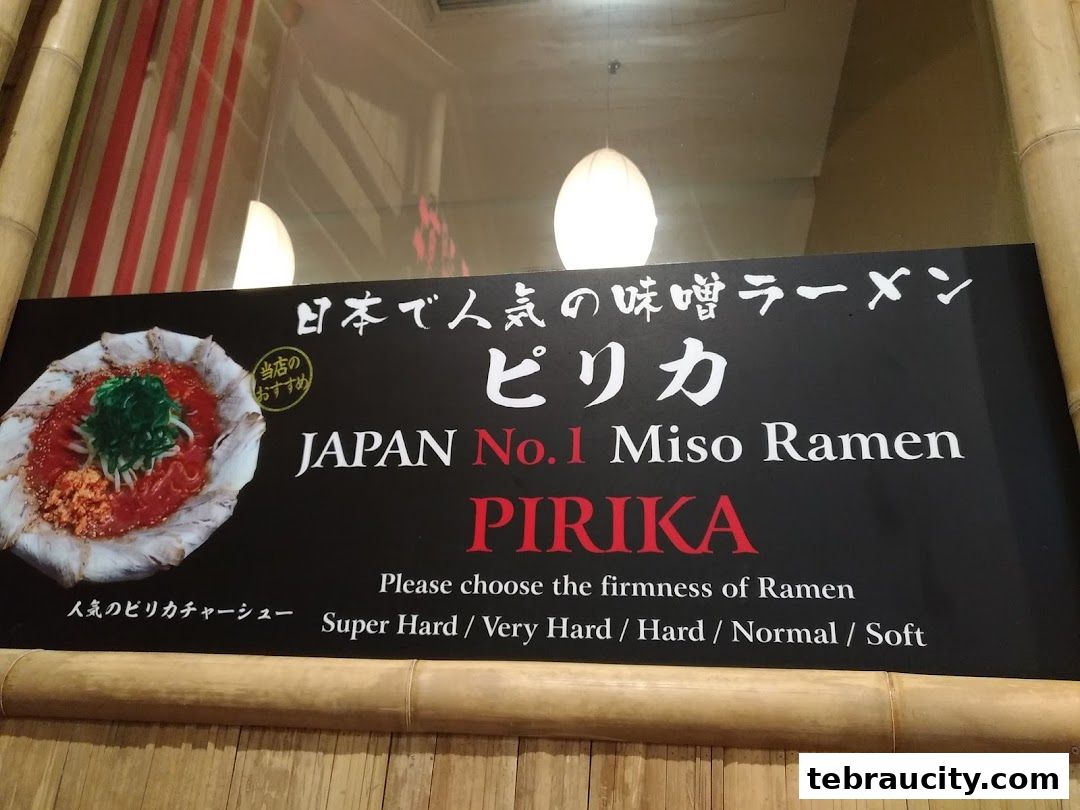 日本で人気の味噌ラーメン
ピリカ
当店の
おすすめ
JAPAN No.1 Miso Ramen
PIRIKA
Please choose the firmness of Ramen
人気のピリカチャーシュー
Super Hard / Very Hard / Hard / Normal / Soft
tebraucity.com